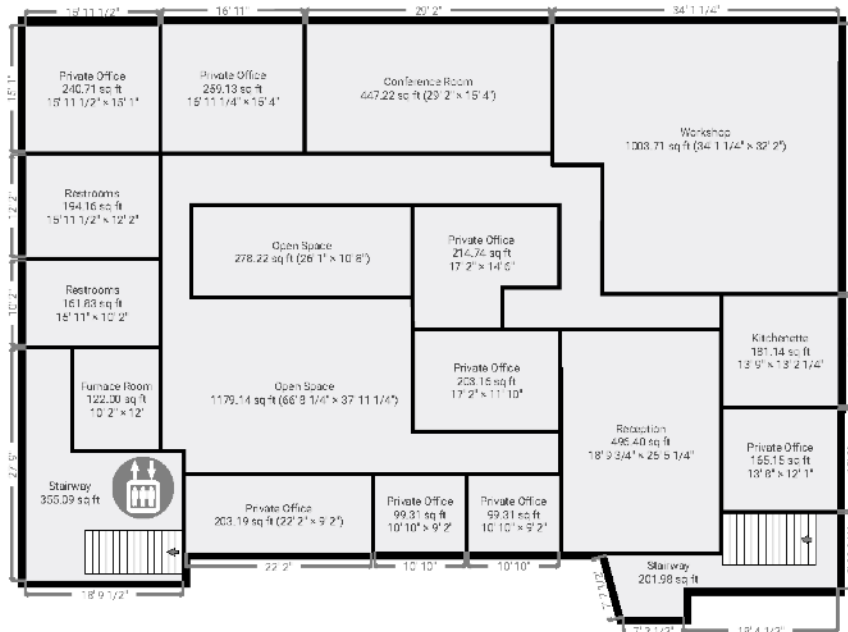 16' 11"
29' 2"
34' 1 1/4"
Private Office
240.71 sq ft
15' 11 1/2" × 15' 1"
Private Office
259.13 sq ft
16' 11 1/4" × 15' 4"
Conference Room
447.22 sq ft (29' 2" × 15' 4")
Workshop
1003.71 sq ft (34' 1 1/4" × 32' 2")
15' 1"
Restrooms
194.16 sq ft
15' 11 1/2" × 12' 2"
12' 2"
Open Space
278.22 sq ft (26' 1" × 10' 8")
Private Office
214.74 sq ft
17' 2" × 14' 6"
Restrooms
161.83 sq ft
15' 11" × 10' 2"
10' 2"
Kitchenette
181.14 sq ft
13' 9" × 13' 2 1/4"
Furnace Room
122.00 sq ft
10' 2" × 12'
Open Space
1179.14 sq ft (66' 8 1/4" × 37' 11 1/4")
Private Office
203.16 sq ft
17' 2" × 11' 10"
Reception
495.40 sq ft
18' 9 3/4" × 26' 5 1/4"
Private Office
165.15 sq ft
13' 8" × 12' 1"
27' 9"
Stairway
355.09 sq ft
Private Office
203.19 sq ft (22' 2" × 9' 2")
Private Office
99.31 sq ft
10' 10" × 9' 2"
Private Office
99.31 sq ft
10' 10" × 9' 2"
Stairway
201.98 sq ft
22' 2"
10' 10"
10' 10"
18' 9 1/2"
7' 2 1/2"